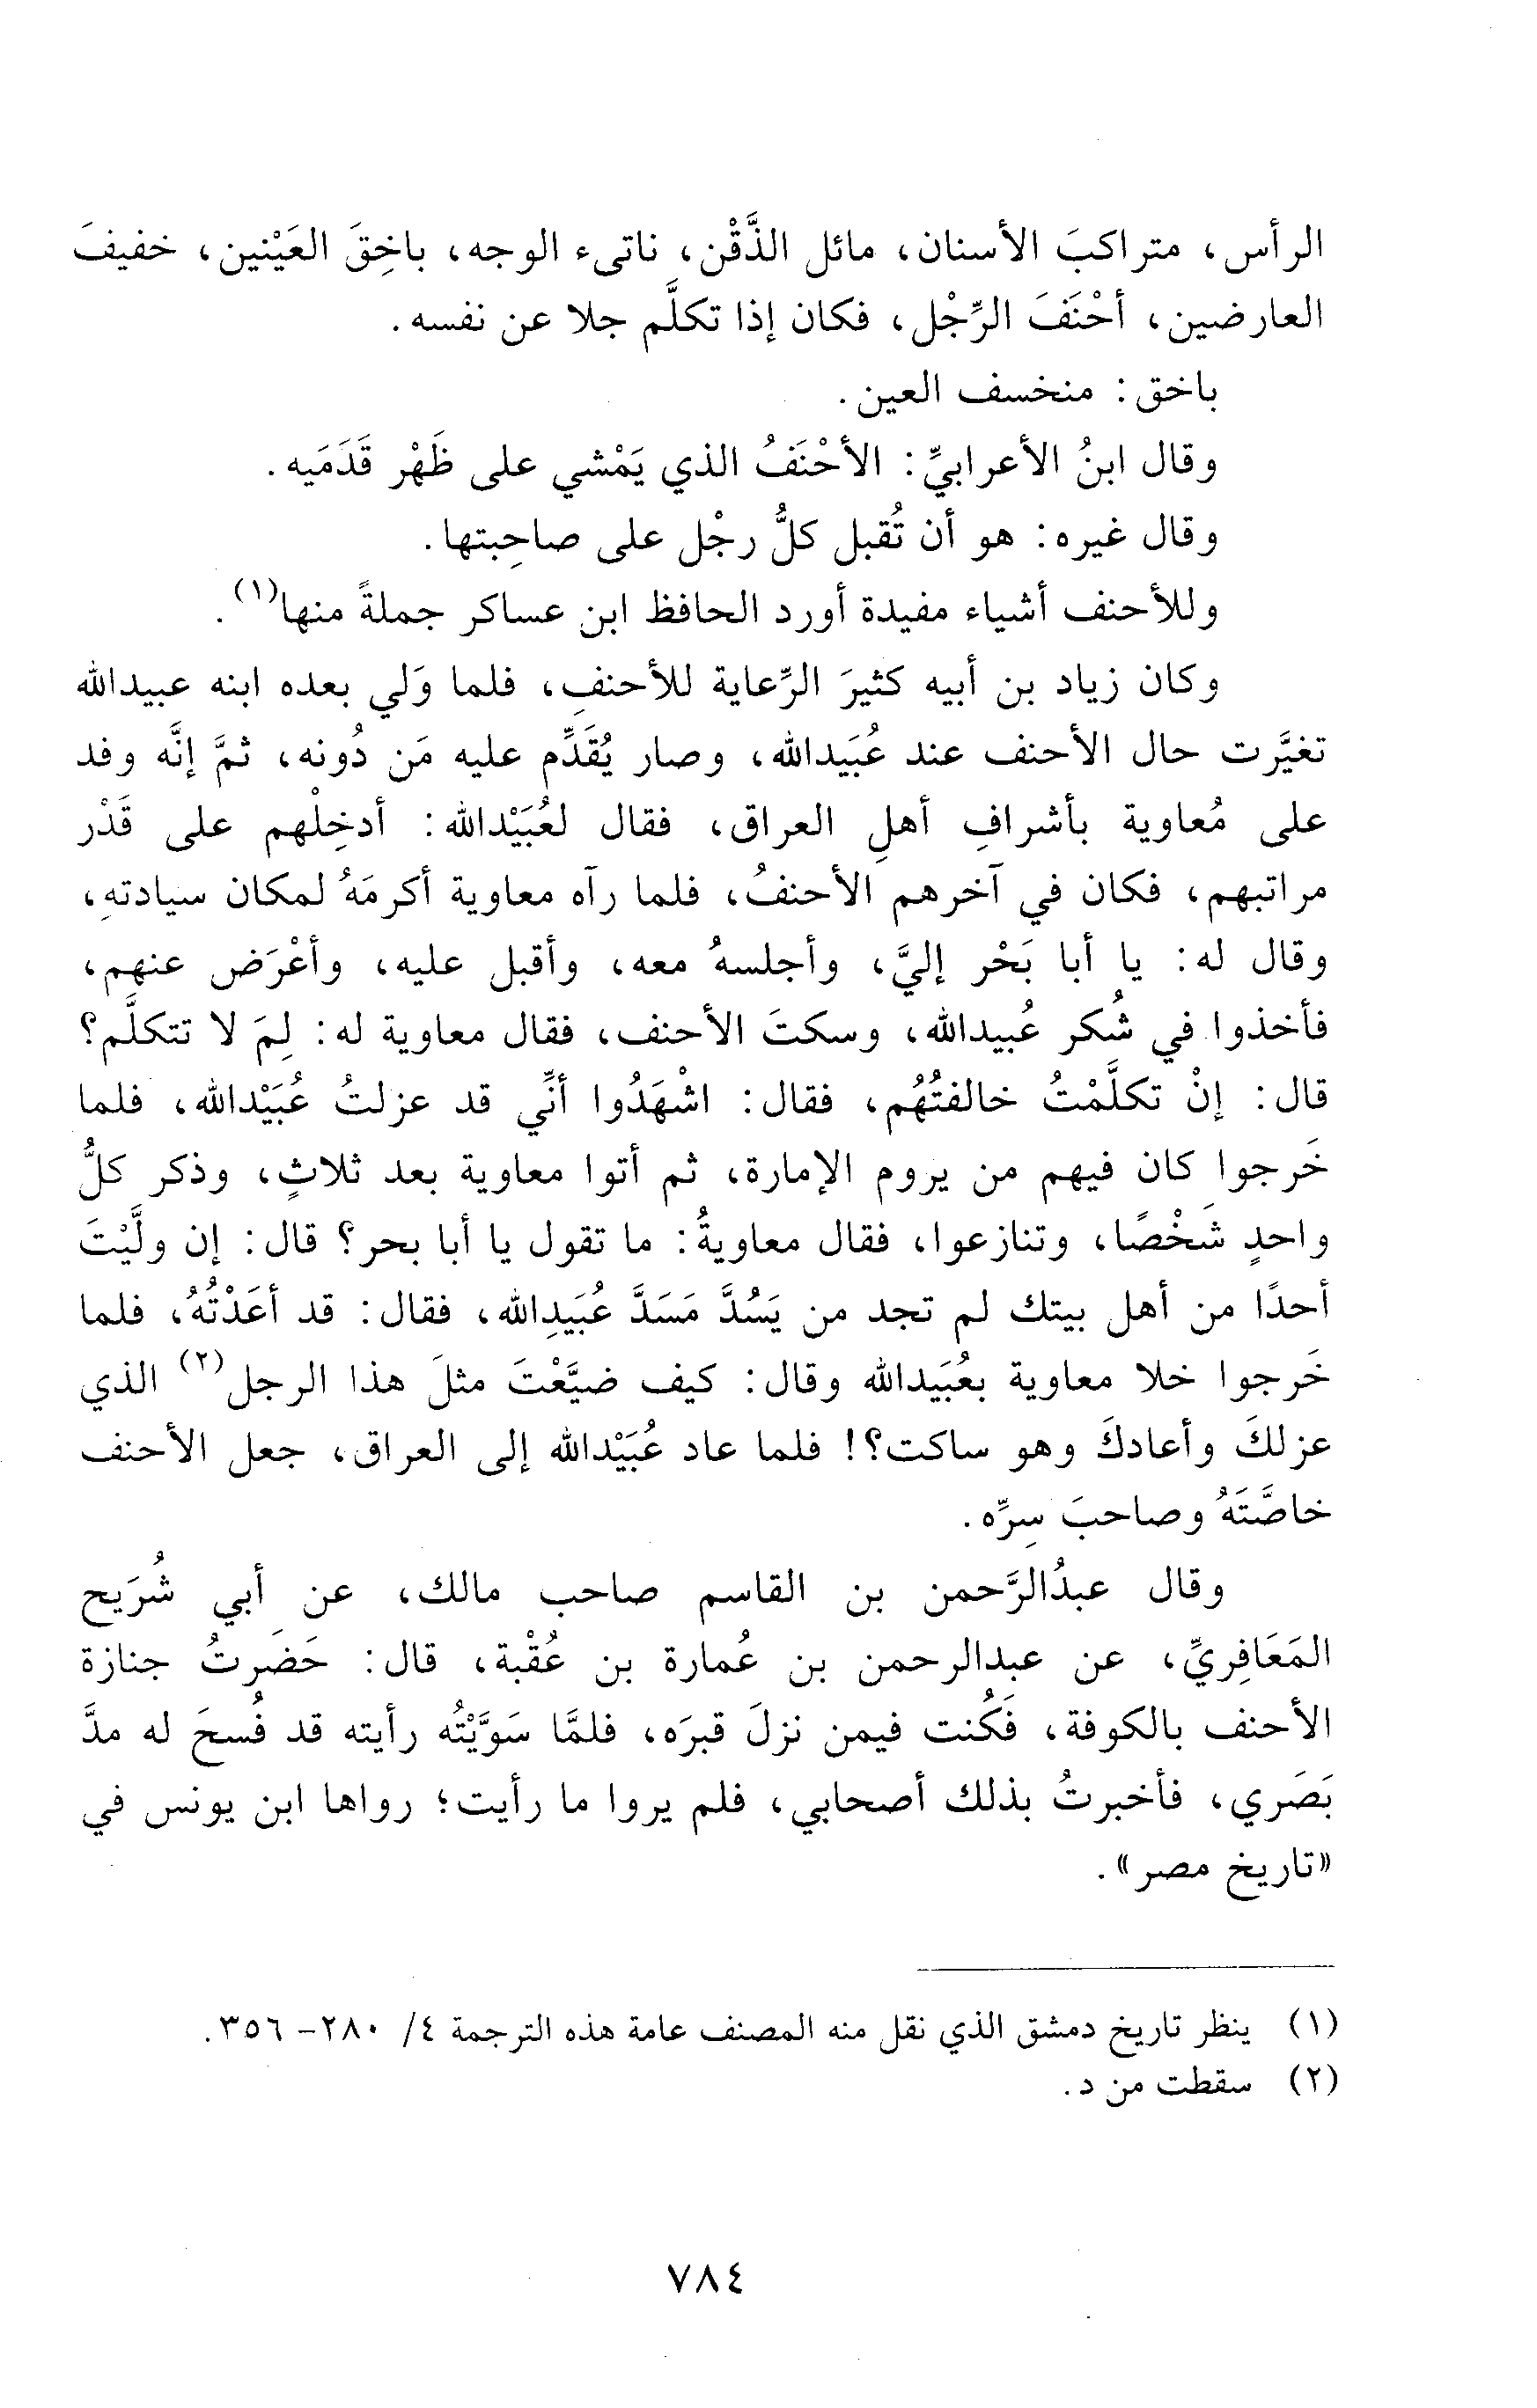 الرأس، متراكبَ الأسنان، مائل الذَّقْن، ناتىء الوجه، باخِقَ العَيْنين، خفيفَ
العارضين، أحْنَفَ الرِّجْل، فكان إذا تكلَّم جلا عن نفسه.
باخق: منخسف العين.
وقال ابنُ الأعرابيِّ: الأحْنَفُ الذي يَمْشي على ظَهْر قَدَمَيه.
وقال غيره: هو أن تُقبل كلُّ رجْل على صاحِبتها.
وللأحنف أشياء مفيدة أورد الحافظ ابن عساكر جملةً منها(١).
وكان زياد بن أبيه كثيرَ الرِّعاية للأحنفِ، فلما وَلي بعده ابنه عبيدالله
تغيَّرت حال الأحنف عند عُبَيدالله، وصار يُقَدِّم عليه مَن دُونه، ثمَّ إنَّه وفد
على مُعاوية بأشرافِ أهلِ العراق، فقال لعُبَيْدالله: أدخِلْهم على قَدْر
مراتبهم، فكان في آخرهم الأحنفُ، فلما رآه معاوية أكرمَهُ لمكان سيادتهِ،
وقال له: يا أبا بَحْر إليَّ، وأجلسهُ معه، وأقبل عليه، وأعْرَض عنهم،
فأخذوا في شُكر عُبيدالله، وسكتَ الأحنف، فقال معاوية له: لِمَ لا تتكلَّم؟
قال: إنْ تكلَّمْتُ خالفتُهُم، فقال: اشْهَدُوا أنِّي قد عزلتُ عُبَيْدالله، فلما
خَرجوا كان فيهم من يروم الإمارة، ثم أتوا معاوية بعد ثلاثٍ، وذكر كلُّ
واحدٍ شَخْصًا، وتنازعوا، فقال معاويةُ: ما تقول يا أبا بحر؟ قال: إن ولَّيْتَ
أحدًا من أهل بيتك لم تجد من يَسُدَّ مَسَدَّ عُبَيدِالله، فقال: قد أعَدْتُهُ، فلما
خَرجوا خلا معاوية بعُبَيدالله وقال: كيف ضيَّعْتَ مثلَ هذا الرجل(٢) الذي
عزلكَ وأعادكَ وهو ساكت؟! فلما عاد عُبَيْدالله إلى العراق، جعل الأحنف
خاصَّتَهُ وصاحبَ سِرِّه.
وقال عبدُالرَّحمن بن القاسم صاحب مالك، عن أبي شُرَيح
المَعَافِريِّ، عن عبدالرحمن بن عُمارة بن عُقْبة، قال: حَضَرتُ جنازة
الأحنف بالكوفة، فَكُنت فيمن نزلَ قبرَه، فلمَّا سَوَّيْتُه رأيته قد فُسحَ له مدَّ
بَصَري، فأخبرتُ بذلك أصحابي، فلم يروا ما رأيت؛ رواها ابن يونس في
«تاريخ مصر».
(١) ينظر تاريخ دمشق الذي نقل منه المصنف عامة هذه الترجمة ٤/ ٢٨٠- ٣٥٦.
(٢) سقطت من د.
٧٨٤